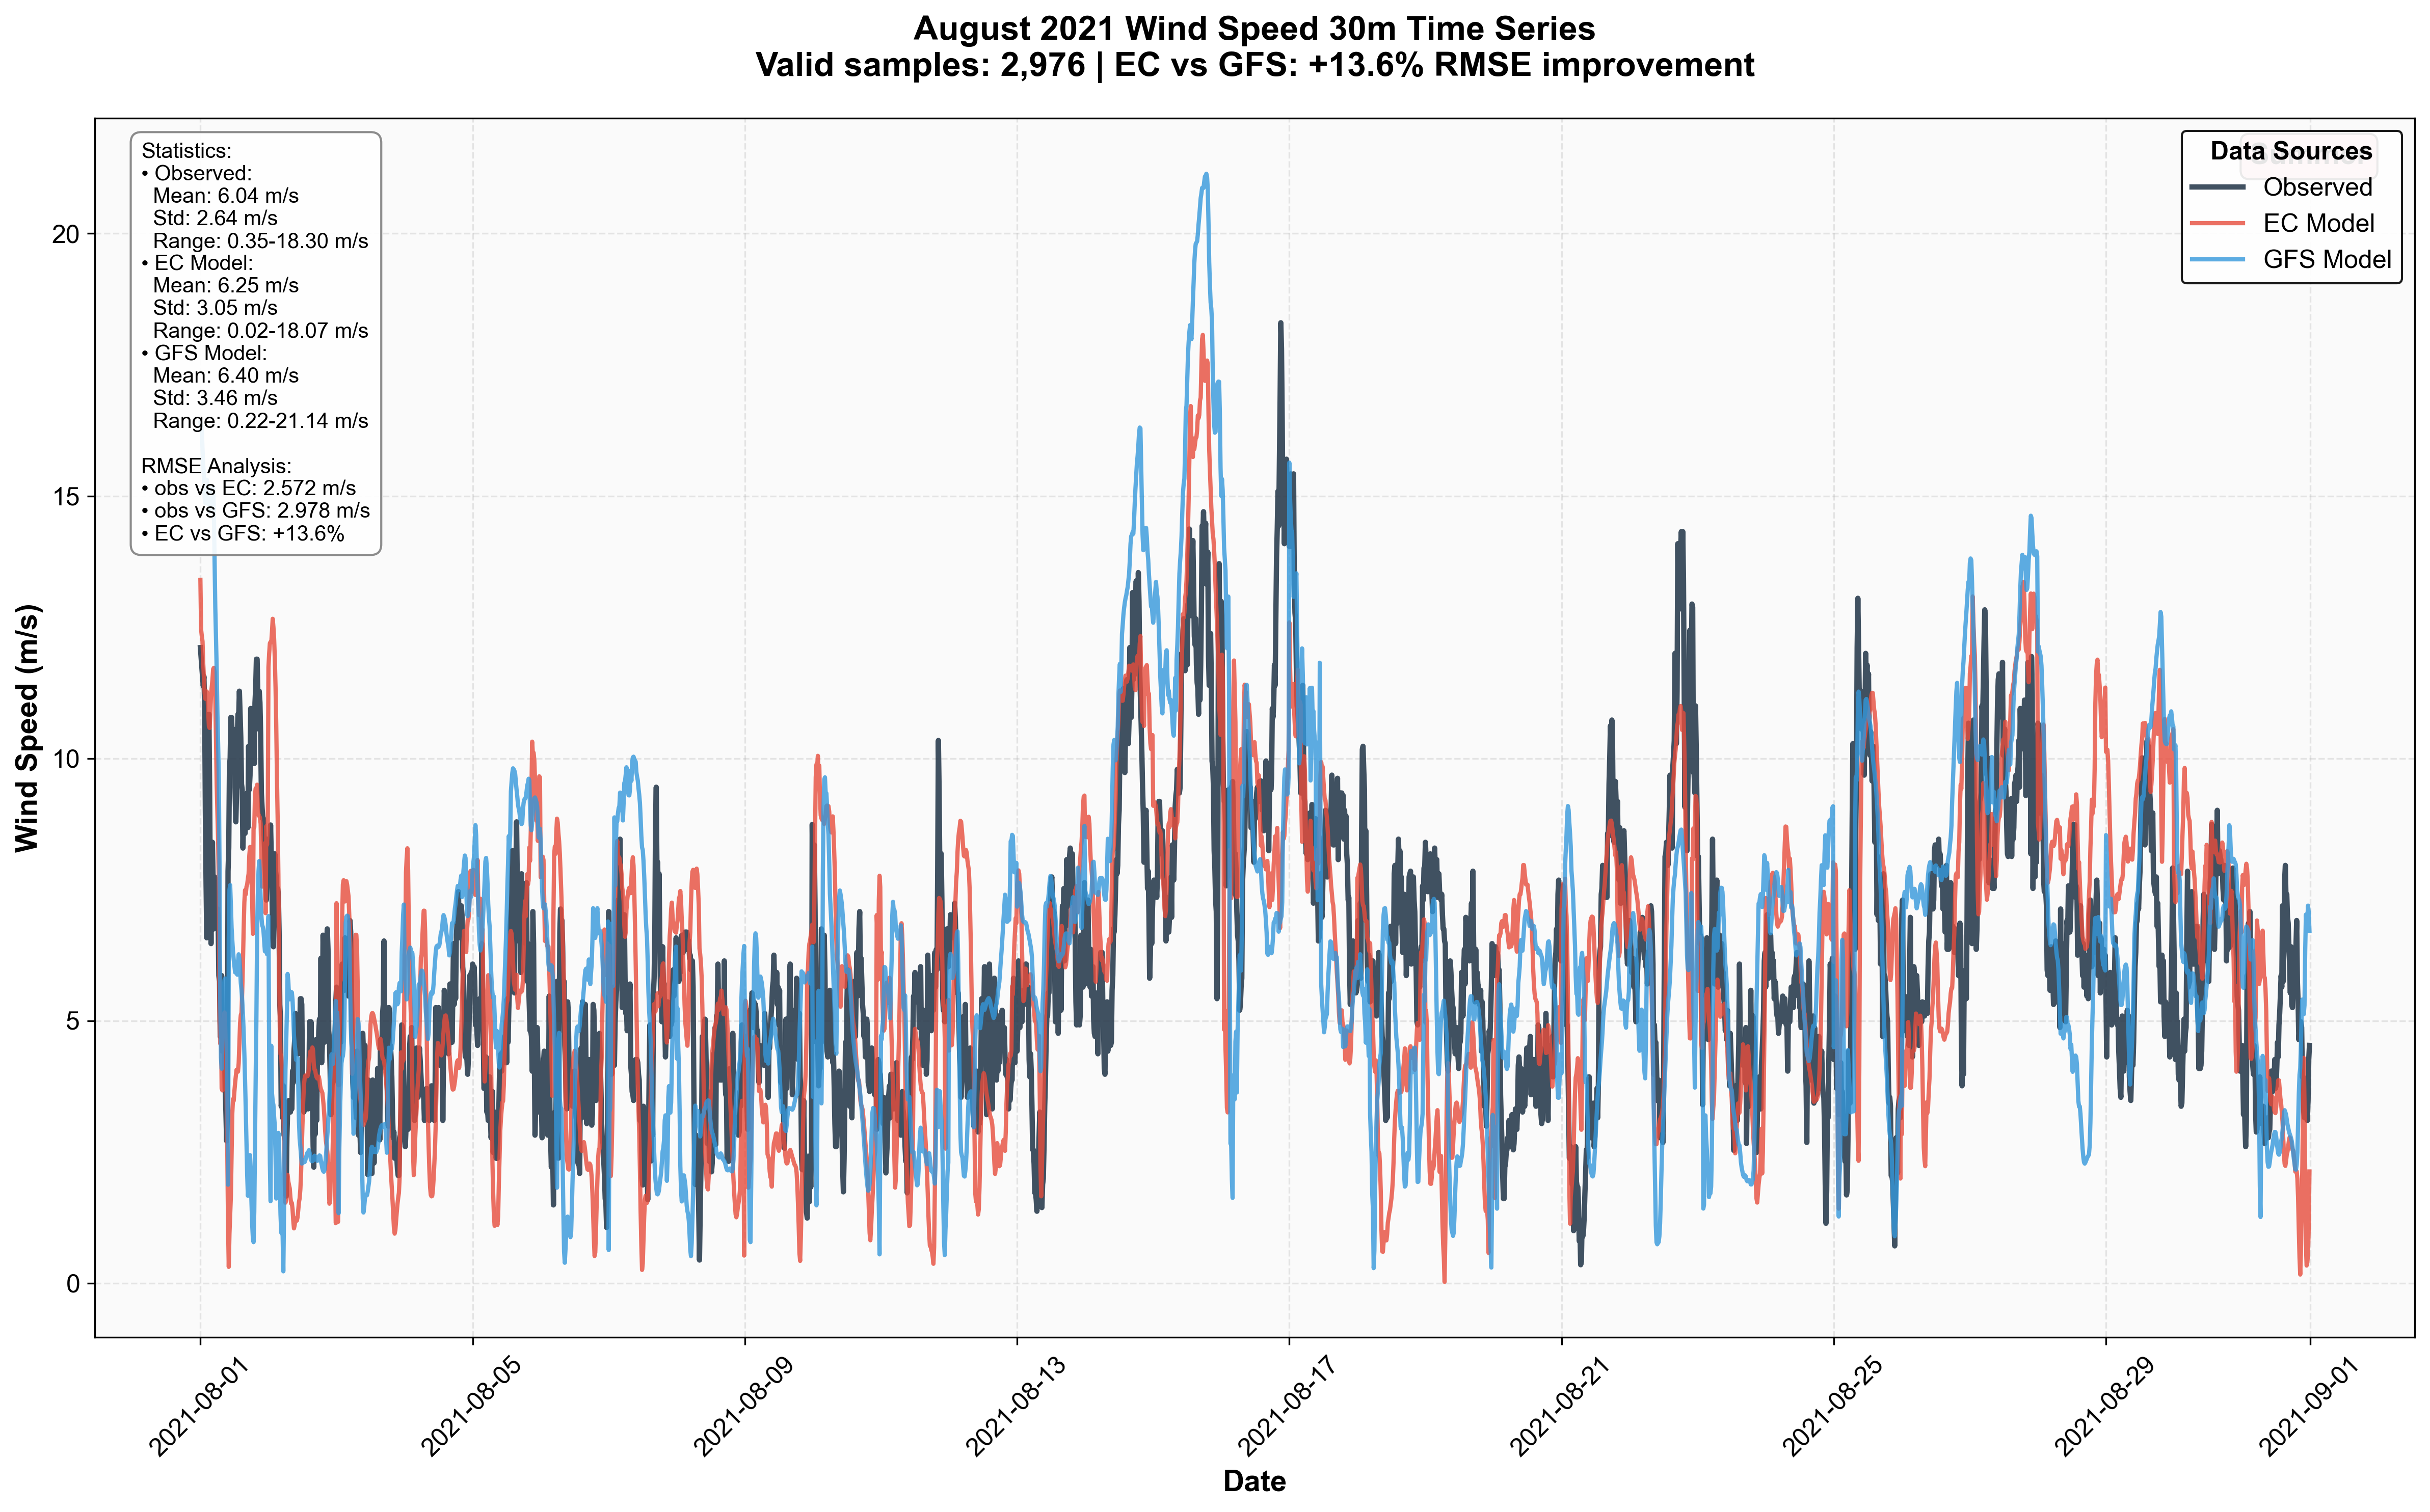 August 2021 Wind Speed 30m Time Series
Valid samples: 2,976 | EC vs GFS: +13.6% RMSE improvement
Statistics:
• Observed:
Mean: 6.04 m/s
Std: 2.64 m/s
Range: 0.35-18.30 m/s
• EC Model:
Mean: 6.25 m/s
Std: 3.05 m/s
Range: 0.02-18.07 m/s
• GFS Model:
Mean: 6.40 m/s
Std: 3.46 m/s
Range: 0.22-21.14 m/s
RMSE Analysis:
• obs vs EC: 2.572 m/s
• obs vs GFS: 2.978 m/s
• EC vs GFS: +13.6%
Data Sources
Observed
EC Model
GFS Model
Wind Speed (m/s)
20
15
10
5
0
2021-08-01
2021-08-05
2021-08-09
2021-08-13
2021-08-17
2021-08-21
2021-08-25
2021-08-29
2021-09-01
Date